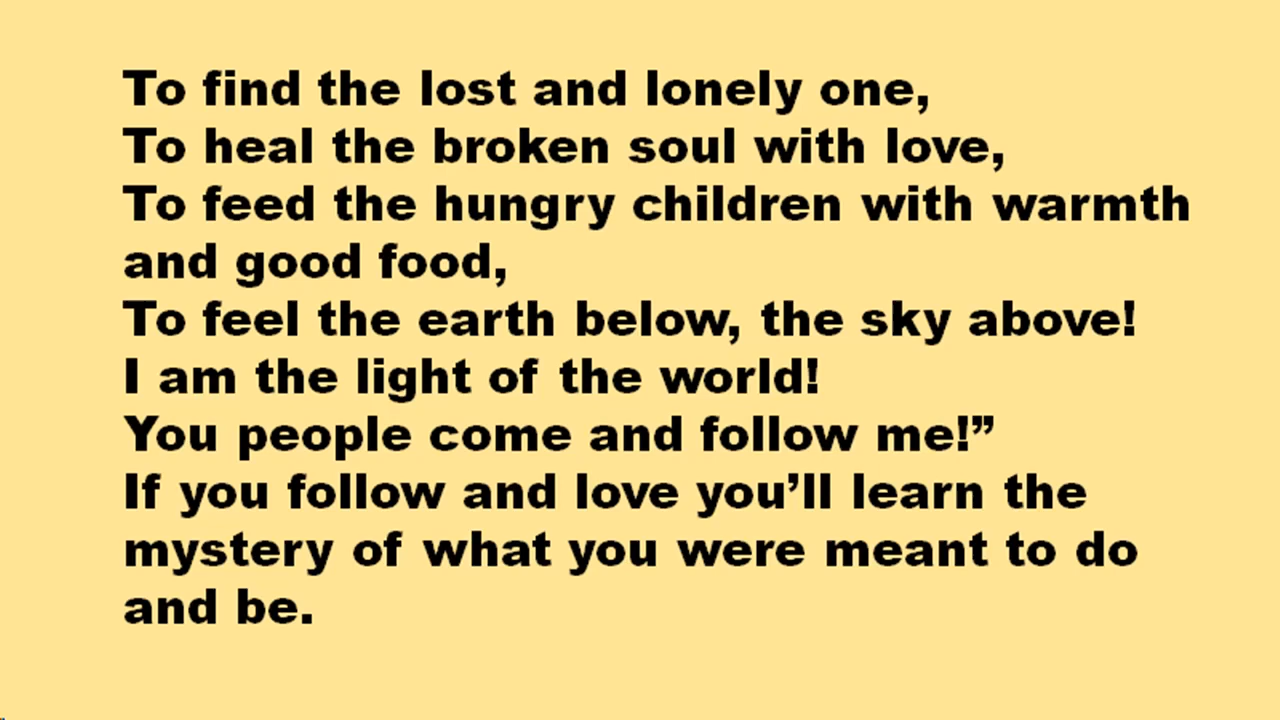 To find the lost and lonely one,
To heal the broken soul with love,
To feed the hungry children with warmth
and good food,
To feel the earth below, the sky above!
I am the light of the world!
You people come and follow me!”
If you follow and love you’ll learn the
mystery of what you were meant to do
and be.